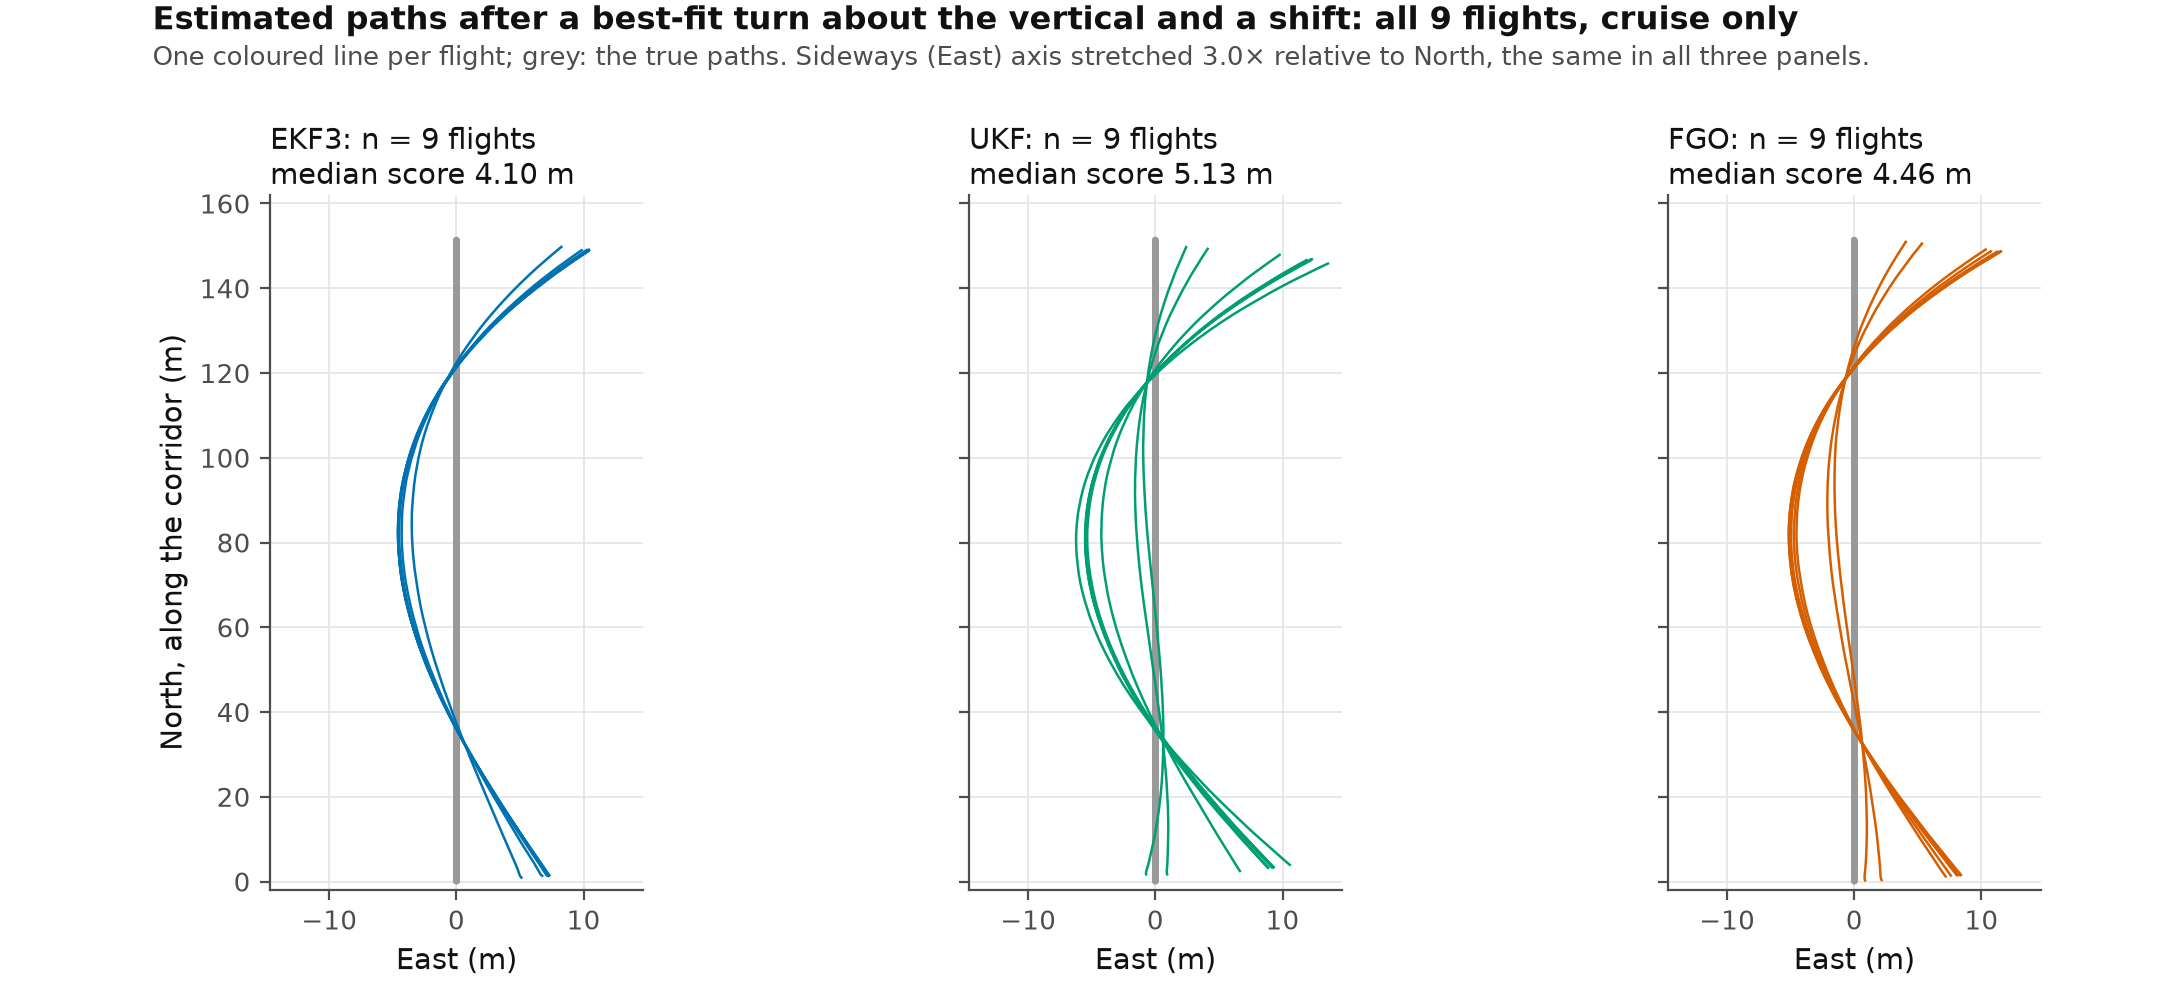 Estimated paths after a best-fit turn about the vertical and a shift: all 9 flights, cruise only
One coloured line per flight; grey: the true paths. Sideways (East) axis stretched 3.0× relative to North, the same in all three panels.
EKF3: n = 9 flights
median score 4.10 m
UKF: n = 9 flights
median score 5.13 m
FGO: n = 9 flights
median score 4.46 m
North, along the corridor (m)
160
140
120
100
80
60
40
20
0
−10 0 10
−10 0 10
−10 0 10
East (m)
East (m)
East (m)